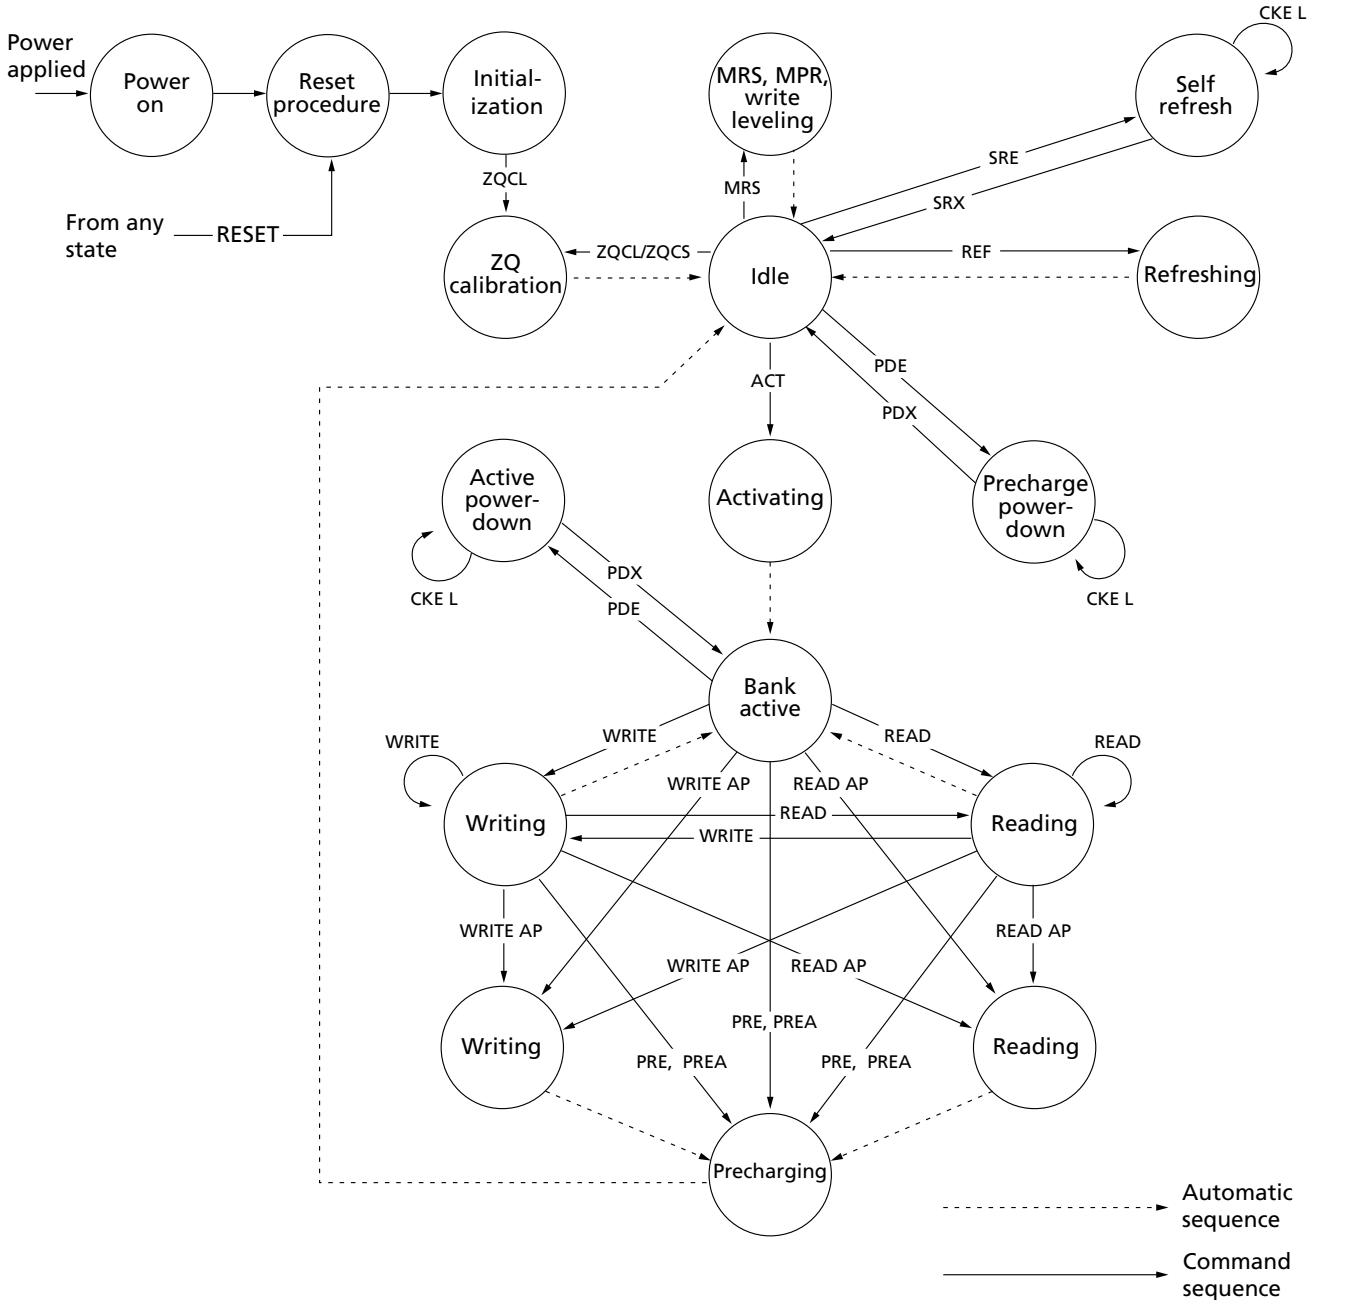 CKE L
Power
applied
Power
on
Reset
procedure
Initial-
ization
MRS, MPR,
write
leveling
Self
refresh
SRE
ZQCL
MRS
SRX
From any
state
RESET
ZQCL/ZQCS
REF
ZQ
calibration
Idle
Refreshing
PDE
ACT
PDX
Active
power-
down
Activating
Precharge
power-
down
PDX
CKE L
PDE
CKE L
Bank
active
WRITE
WRITE
READ
READ
WRITE AP
READ AP
READ
Writing
Reading
WRITE
WRITE AP
READ AP
WRITE AP
READ AP
PRE, PREA
Writing
Reading
PRE, PREA
PRE, PREA
Precharging
Automatic
sequence
Command
sequence